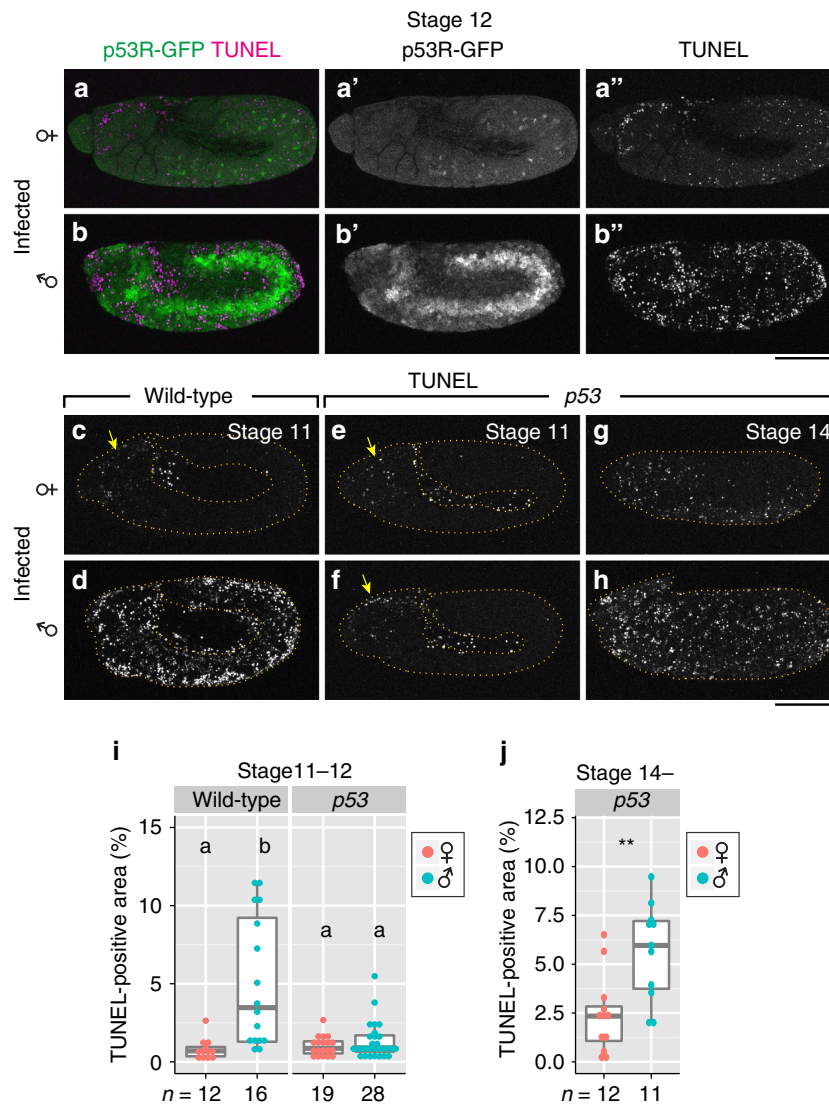 Stage 12
p53R-GFP TUNEL
p53R-GFP
TUNEL
a
a'
a''
♀
Infected
b
b'
b''
♂
TUNEL
Wild-type
p53
c
Stage 11
e
Stage 11
g
Stage 14
♀
Infected
d
f
h
♂
i
Stage11–12
Wild-type
p53
TUNEL-positive area (%)
15
10
5
0
a
b
a
a
♀
♂
n = 12
16
19
28
j
Stage 14–
p53
TUNEL-positive area (%)
12.5
10.0
7.5
5.0
2.5
0.0
**
♀
♂
n = 12
11